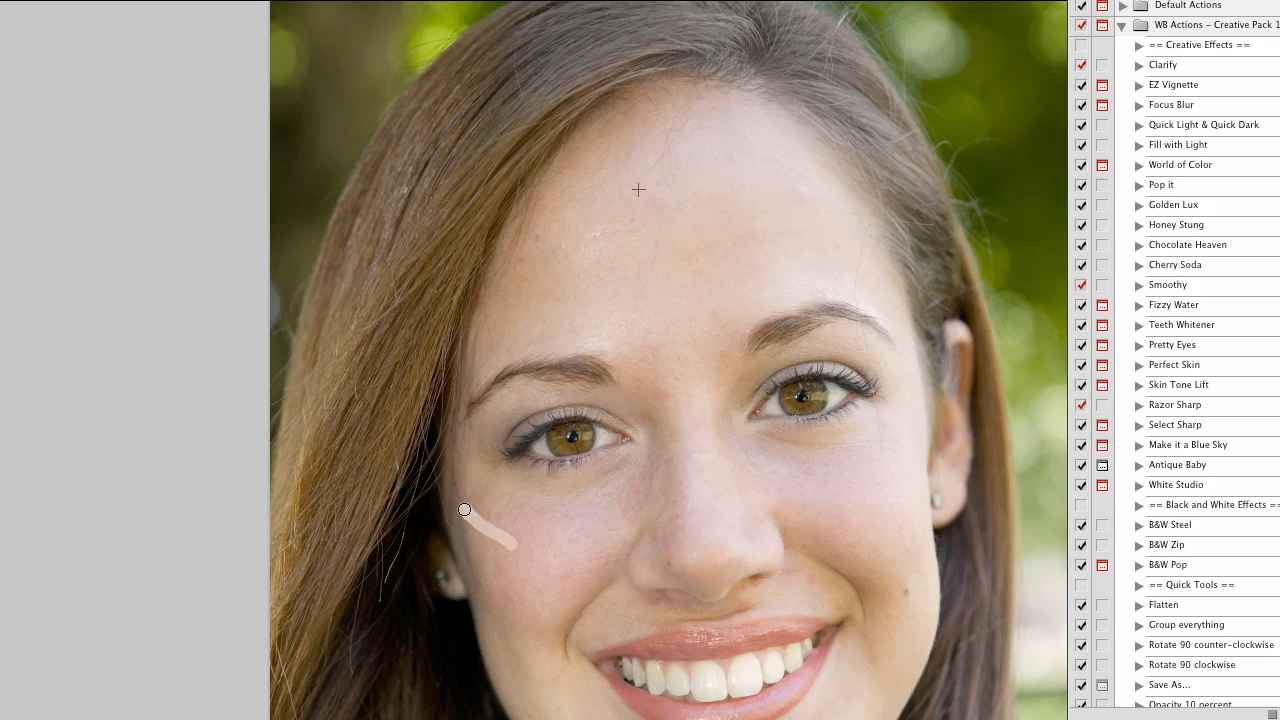 Default Actions
WB Actions - Creative Pack 1
== Creative Effects ==
Clarify
EZ Vignette
Focus Blur
Quick Light & Quick Dark
Fill with Light
World of Color
Pop it
Golden Lux
Honey Stung
Chocolate Heaven
Cherry Soda
Smoothy
Fizzy Water
Teeth Whitener
Pretty Eyes
Perfect Skin
Skin Tone Lift
Razor Sharp
Select Sharp
Make it a Blue Sky
Antique Baby
White Studio
== Black and White Effects ==
B&W Steel
B&W Zip
B&W Pop
== Quick Tools ==
Flatten
Group everything
Rotate 90 counter-clockwise
Rotate 90 clockwise
Save As...
Opacity 10 percent